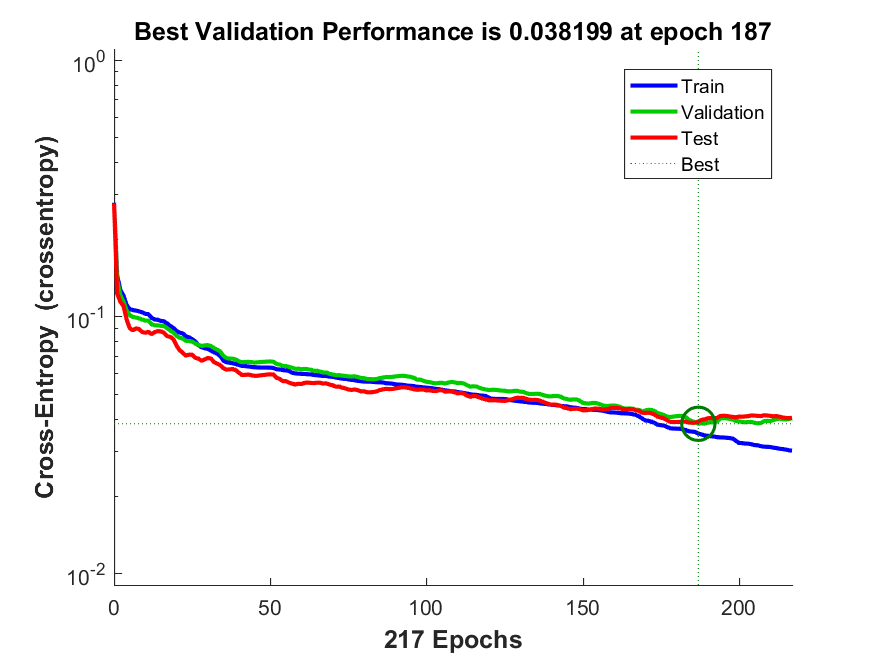 Best Validation Performance is 0.038199 at epoch 187
10^0
Train
Validation
Test
Best
Cross-Entropy (crossentropy)
10^-1
10^-2
0 50 100 150 200
217 Epochs